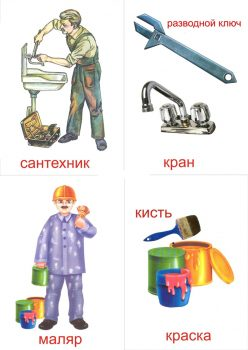 разводной ключ
сантехник
кран
кисть
маляр
краска